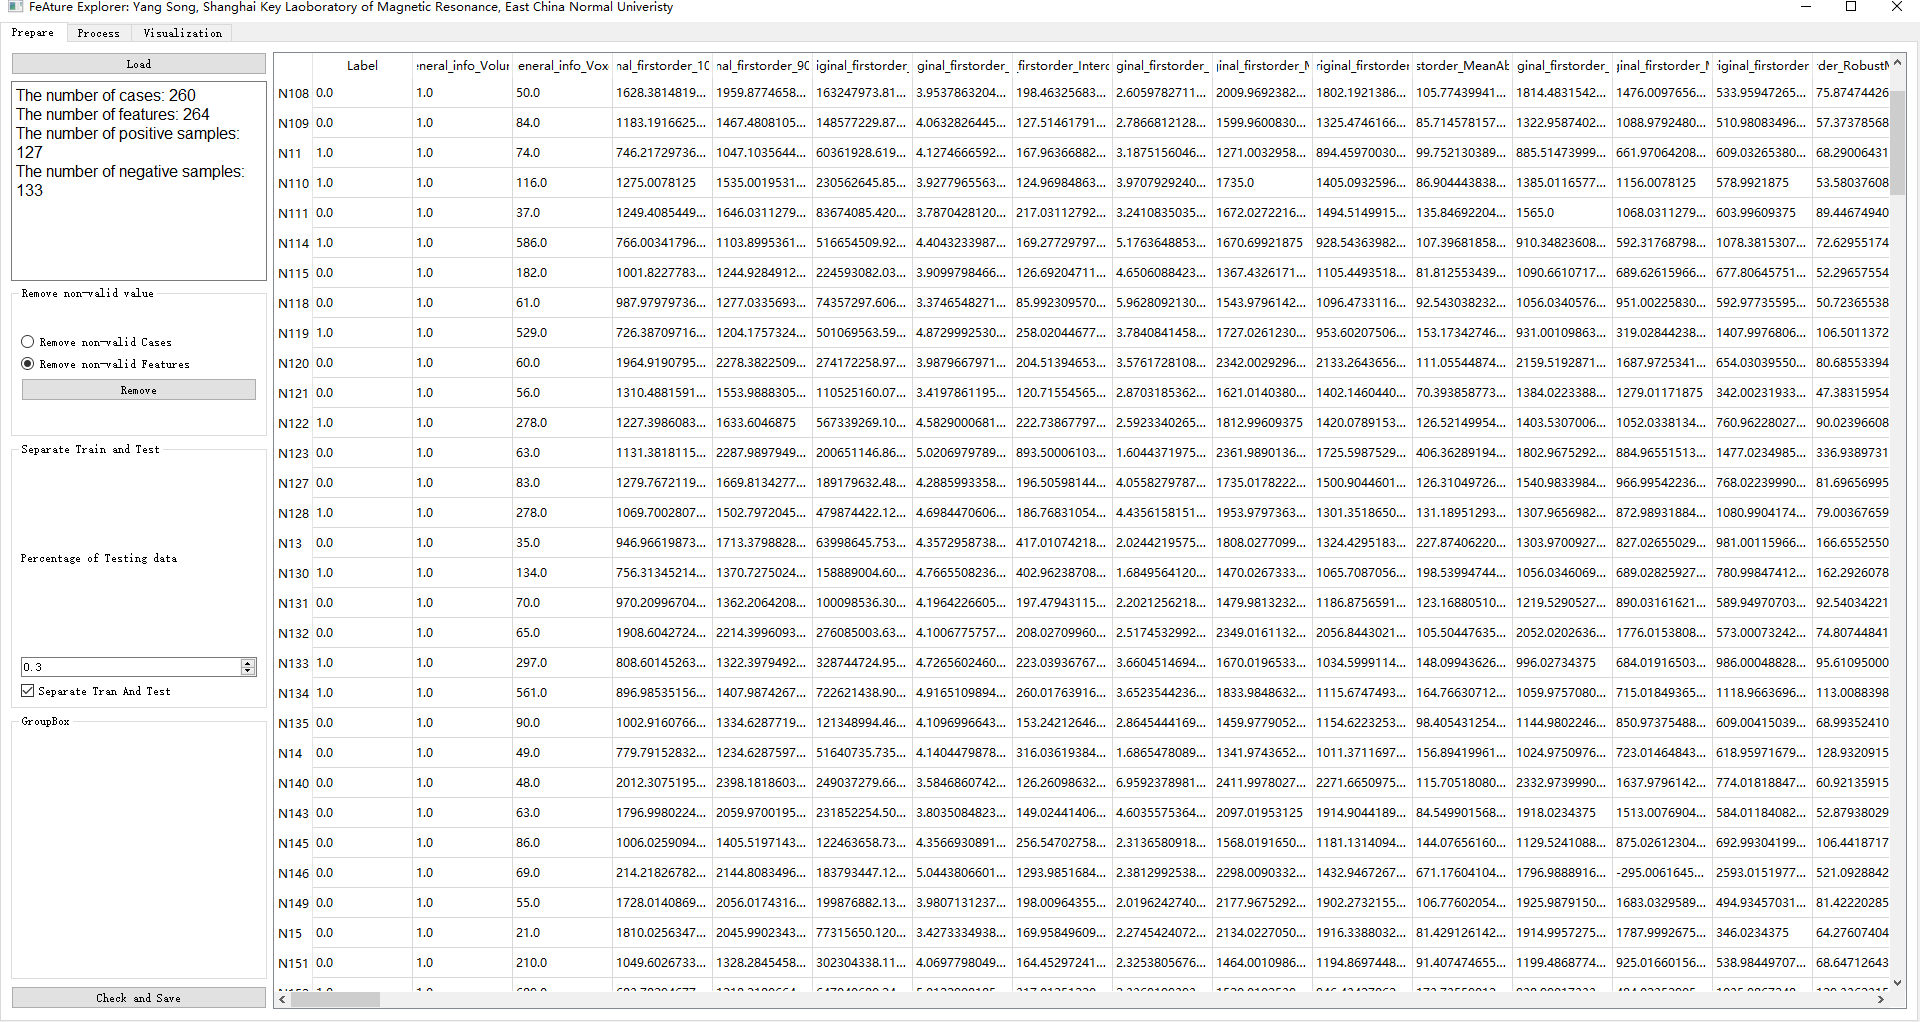 FeAture Explorer: Yang Song, Shanghai Key Laoboratory of Magnetic Resonance, East China Normal Univeristy
Prepare Process Visualization
Load
The number of cases: 260
The number of features: 264
The number of positive samples:
127
The number of negative samples:
133
Remove non-valid value
Remove non-valid Cases
Remove non-valid Features
Remove
Separate Train and Test
Percentage of Testing data
0.3
Separate Tran And Test
GroupBox
Check and Save
Label eneral_info_Volur eneral_info_Vox nal_firstorder_10 nal_firstorder_90 iginal_firstorder_ ginal_firstorder_ _firstorder_Interc ginal_firstorder_ ginal_firstorder_M riginal_firstorder storder_MeanAb ginal_firstorder_ ginal_firstorder_M riginal_firstorder der_RobustM
N108 0.0 1.0 50.0 1628.3814819... 1959.8774658... 163247973.81... 3.9537863204... 198.46325683... 2.6059782711... 2009.9692382... 1802.1921386... 105.77439941... 1814.4831542... 1476.0097656... 533.95947265... 75.87474426
N109 0.0 1.0 84.0 1183.1916625... 1467.4808105... 148577229.87... 4.0632826445... 127.51461791... 2.7866812128... 1599.9600830... 1325.4746166... 85.714578157... 1322.9587402... 1088.9792480... 510.98083496... 57.37378568
N11 1.0 1.0 74.0 746.21729736... 1047.1035644... 60361928.619... 4.1274666592... 167.96366882... 3.1875156046... 1271.0032958... 894.45970030... 99.752130389... 885.51473999... 661.97064208... 609.03265380... 68.29006431
N110 1.0 1.0 116.0 1275.0078125 1535.0019531... 230562645.85... 3.9277965563... 124.96984863... 3.9707929240... 1735.0 1405.0932596... 86.904443838... 1385.0116577... 1156.0078125 578.9921875 53.58037608
N111 0.0 1.0 37.0 1249.4085449... 1646.0311279... 83674085.420... 3.7870428120... 217.03112792... 3.2410835035... 1672.0272216... 1494.5149915... 135.84692204... 1565.0 1068.0311279... 603.99609375 89.44674940
N114 1.0 1.0 586.0 766.00341796... 1103.8995361... 516654509.92... 4.4043233987... 169.27729797... 5.1763648853... 1670.69921875 928.54363982... 107.39681858... 910.34823608... 592.31768798... 1078.3815307... 72.62955174
N115 0.0 1.0 182.0 1001.8227783... 1244.9284912... 224593082.03... 3.9099798466... 126.69204711... 4.6506088423... 1367.4326171... 1105.4493518... 81.812553439... 1090.6610717... 689.62615966... 677.80645751... 52.29657554
N118 0.0 1.0 61.0 987.97979736... 1277.0335693... 74357297.606... 3.3746548271... 85.992309570... 5.9628092130... 1543.9796142... 1096.4733116... 92.543038232... 1056.0340576... 951.00225830... 592.97735595... 50.72365538
N119 1.0 1.0 529.0 726.38709716... 1204.1757324... 501069563.59... 4.8729992530... 258.02044677... 3.7840841458... 1727.0261230... 953.60207506... 153.17342746... 931.00109863... 319.02844238... 1407.9976806... 106.5011372
N120 0.0 1.0 60.0 1964.9190795... 2278.3822509... 274172258.97... 3.9879667971... 204.51394653... 3.5761728108... 2342.0029296... 2133.2643656... 111.05544874... 2159.5192871... 1687.9725341... 654.03039550... 80.68553394
N121 0.0 1.0 56.0 1310.4881591... 1553.9888305... 110525160.07... 3.4197861195... 120.71554565... 2.8703185362... 1621.0140380... 1402.1460440... 70.393858773... 1384.0223388... 1279.01171875 342.00231933... 47.38315954
N122 1.0 1.0 278.0 1227.3986083... 1633.6046875 567339269.10... 4.5829000681... 222.73867797... 2.5923340265... 1812.99609375 1420.0789153... 126.52149954... 1403.5307006... 1052.0338134... 760.96228027... 90.02396608
N123 0.0 1.0 63.0 1131.3818115... 2287.9897949... 200651146.86... 5.0206979789... 893.50006103... 1.6044371975... 2361.9890136... 1725.5987529... 406.36289194... 1802.9675292... 884.96551513... 1477.0234985... 336.9389731
N127 0.0 1.0 83.0 1279.7672119... 1669.8134277... 189179632.48... 4.2885993358... 196.50598144... 4.0558279787... 1735.0178222... 1500.9044601... 126.31049726... 1540.9833984... 966.99542236... 768.02239990... 81.69656995
N128 1.0 1.0 278.0 1069.7002807... 1502.7972045... 479874422.12... 4.6984470606... 186.76831054... 4.4356158151... 1953.9797363... 1301.3518650... 131.18951293... 1307.9656982... 872.98931884... 1080.9904174... 79.00367659
N13 0.0 1.0 35.0 946.96619873... 1713.3798828... 63998645.753... 4.3572958738... 417.01074218... 2.0244219575... 1808.0277099... 1324.4295183... 227.87406220... 1303.9700927... 827.02655029... 981.00115966... 166.6552550
N130 1.0 1.0 134.0 756.31345214... 1370.7275024... 158889004.60... 4.7665508236... 402.96238708... 1.6849564120... 1470.0267333... 1065.7087056... 198.53994744... 1056.0346069... 689.02825927... 780.99847412... 162.2926078
N131 0.0 1.0 70.0 970.20996704... 1362.2064208... 100098536.30... 4.1964226605... 197.47943115... 2.2021256218... 1479.9813232... 1186.8756591... 123.16880510... 1219.5290527... 890.03161621... 589.94970703... 92.54034221
N132 0.0 1.0 65.0 1908.6042724... 2214.3996093... 276085003.63... 4.1006775757... 208.02709960... 2.5174532992... 2349.0161132... 2056.8443021... 105.50447635... 2052.0202636... 1776.0153808... 573.00073242... 74.80744841
N133 1.0 1.0 297.0 808.60145263... 1322.3979492... 328744724.95... 4.7265602460... 223.03936767... 3.6604514694... 1670.0196533... 1034.5999114... 148.09943626... 996.02734375 684.01916503... 986.00048828... 95.61095000
N134 1.0 1.0 561.0 896.98535156... 1407.9874267... 722621438.90... 4.9165109894... 260.01763916... 3.6523544236... 1833.9848632... 1115.6747493... 164.76630712... 1059.9757080... 715.01849365... 1118.9663696... 113.0088398
N135 0.0 1.0 90.0 1002.9160766... 1334.6287719... 121348994.46... 4.1096996643... 153.24212646... 2.8645444169... 1459.9779052... 1154.6223253... 98.405431254... 1144.9802246... 850.97375488... 609.00415039... 68.99352410
N14 0.0 1.0 49.0 779.79152832... 1234.6287597... 51640735.735... 4.1404479878... 316.03619384... 1.6865478089... 1341.9743652... 1011.3711697... 156.89419961... 1024.9750976... 723.01464843... 618.95971679... 128.9320915
N140 0.0 1.0 48.0 2012.3075195... 2398.1818603... 249037279.66... 3.5846860742... 126.26098632... 6.9592378981... 2411.9978027... 2271.6650975... 115.70518080... 2332.9739990... 1637.9796142... 774.01818847... 60.92135915
N143 0.0 1.0 63.0 1796.9980224... 2059.9700195... 231852254.50... 3.8035084823... 149.02441406... 4.6035575364... 2097.01953125 1914.9044189... 84.549901568... 1918.0234375 1513.0076904... 584.01184082... 52.87938029
N145 0.0 1.0 86.0 1006.0259094... 1405.5197143... 122463658.73... 4.3566930891... 256.54702758... 2.3136580918... 1568.0191650... 1181.1314094... 144.07656160... 1129.5241088... 875.02612304... 692.99304199... 106.4418717
N146 0.0 1.0 69.0 214.21826782... 2144.8083496... 183793447.12... 5.0443806601... 1293.9851684... 2.3812992538... 2298.0090332... 1432.9467267... 671.17604104... 1796.9888916... -295.0061645... 2593.0151977... 521.0928842
N149 0.0 1.0 55.0 1728.0140869... 2056.0174316... 199876882.13... 3.9807131237... 198.00964355... 2.0196242740... 2177.9675292... 1902.2732155... 106.77602054... 1925.9879150... 1683.0329589... 494.93457031... 81.42220285
N15 0.0 1.0 21.0 1810.0256347... 2045.9902343... 77315650.120... 3.4273334938... 169.95849609... 2.2745424072... 2134.0227050... 1916.3388032... 81.429126142... 1914.9957275... 1787.9992675... 346.0234375 64.27607404
N151 0.0 1.0 210.0 1049.6026733... 1328.2845458... 302304338.11... 4.0697798049... 164.45297241... 2.3253805676... 1464.0010986... 1194.8697448... 91.407474655... 1199.4868774... 925.01660156... 538.98449707... 68.64712643